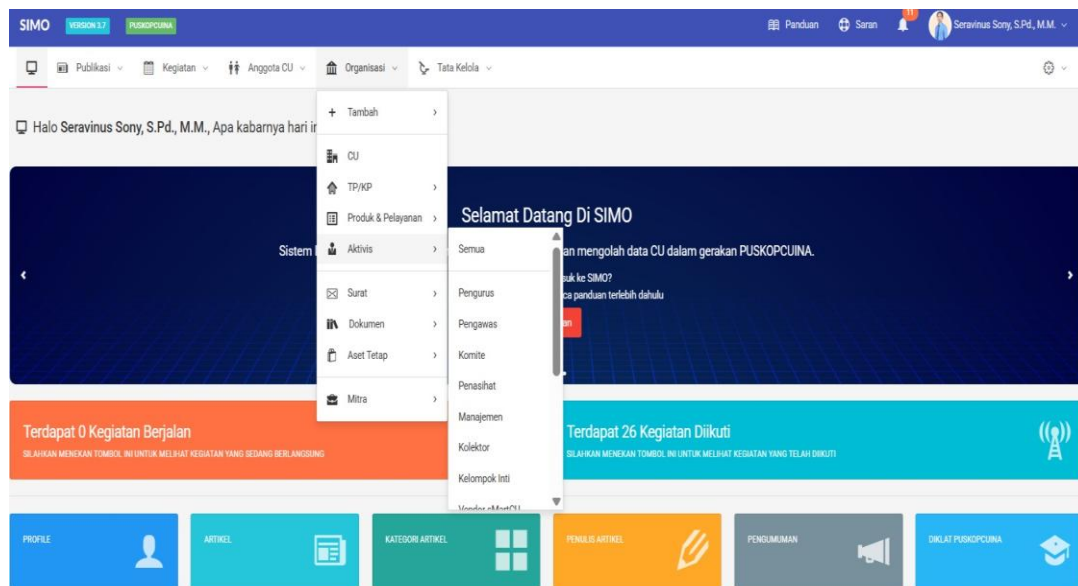 SIMO VERSION 3.7 PUSKOPCUINA Panduan Saran 11 Seravinus Sony, S.Pd., M.M.
Publikasi Kegiatan Anggota CU Organisasi Tata Kelola
Halo Seravinus Sony, S.Pd., M.M., Apa kabarnya hari
Tambah
CU
TP/KP
Produk & Pelayanan
Aktivis
Surat
Dokumen
Aset Tetap
Mitra
Semua
Pengurus
Pengawas
Komite
Penasihat
Manajemen
Kolektor
Kelompok Inti
Vendor sMartCU
Selamat Datang Di SIMO
Sistem an mengolah data CU dalam gerakan PUSKOPCUINA.
suk ke SIMO?
ca panduan terlebih dahulu
an
Terdapat 0 Kegiatan Berjalan
SILAHKAN MENEKAN TOMBOL INI UNTUK MELIHAT KEGIATAN YANG SEDANG BERLANGSUNG
Terdapat 26 Kegiatan Diikuti
SILAHKAN MENEKAN TOMBOL INI UNTUK MELIHAT KEGIATAN YANG TELAH DIIKUTI
PROFILE
ARTIKEL
KATEGORI ARTIKEL
PENULIS ARTIKEL
PENGUMUMAN
DIKLAT PUSKOPCUINA